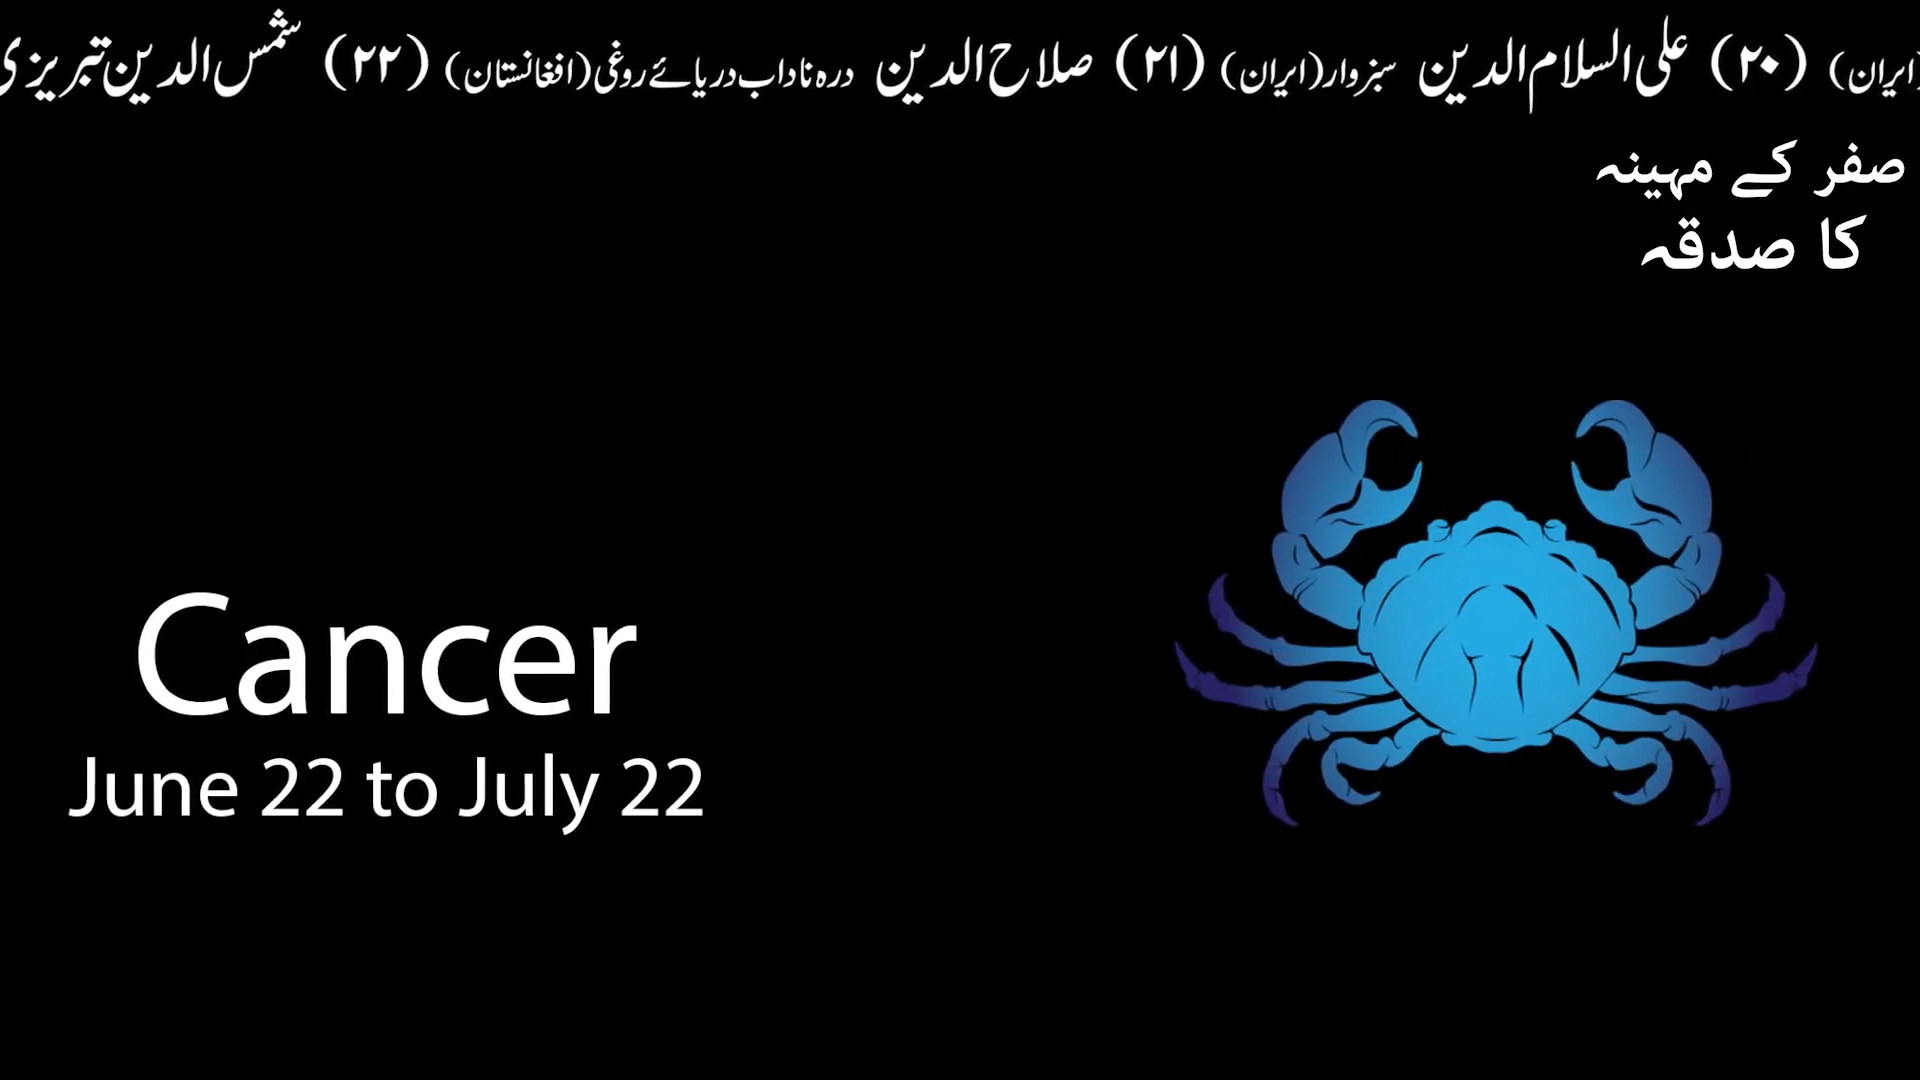 ایران) (۲۰) علی السلام الدین سبزوار (ایران) (۲۱) صلاح الدین درہ ناداب دریائے روغی (افغانستان) (۲۲) شمس الدین تبریزی
صفر کے مہینہ
کا صدقہ
Cancer
June 22 to July 22